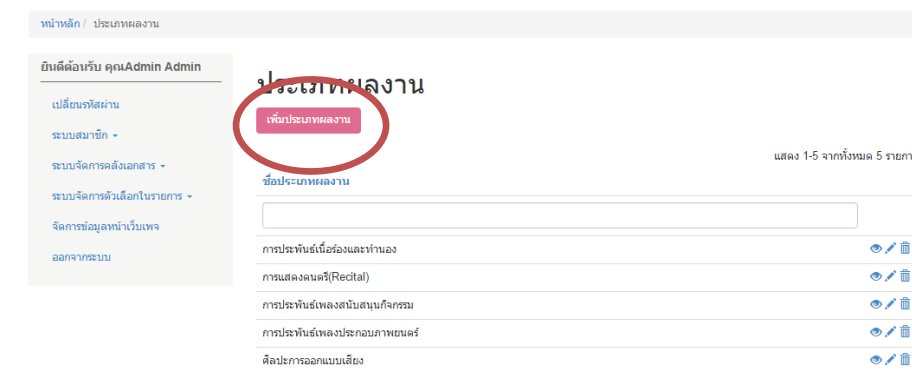 หน้าหลัก / ประเภทผลงาน
ยินดีต้อนรับ คุณAdmin Admin
เปลี่ยนรหัสผ่าน
ระบบสมาชิก
ระบบจัดการคลังเอกสาร
ระบบจัดการตัวเลือกในรายการ
จัดการข้อมูลหน้าเว็บเพจ
ออกจากระบบ
ประเภทผลงาน
เพิ่มประเภทผลงาน
แสดง 1-5 จากทั้งหมด 5 รายกา
ชื่อประเภทผลงาน
การประพันธ์เนื้อร้องและทำนอง
การแสดงดนตรี(Recital)
การประพันธ์เพลงสนับสนุนกิจกรรม
การประพันธ์เพลงประกอบภาพยนตร์
ศิลปะการออกแบบเสียง